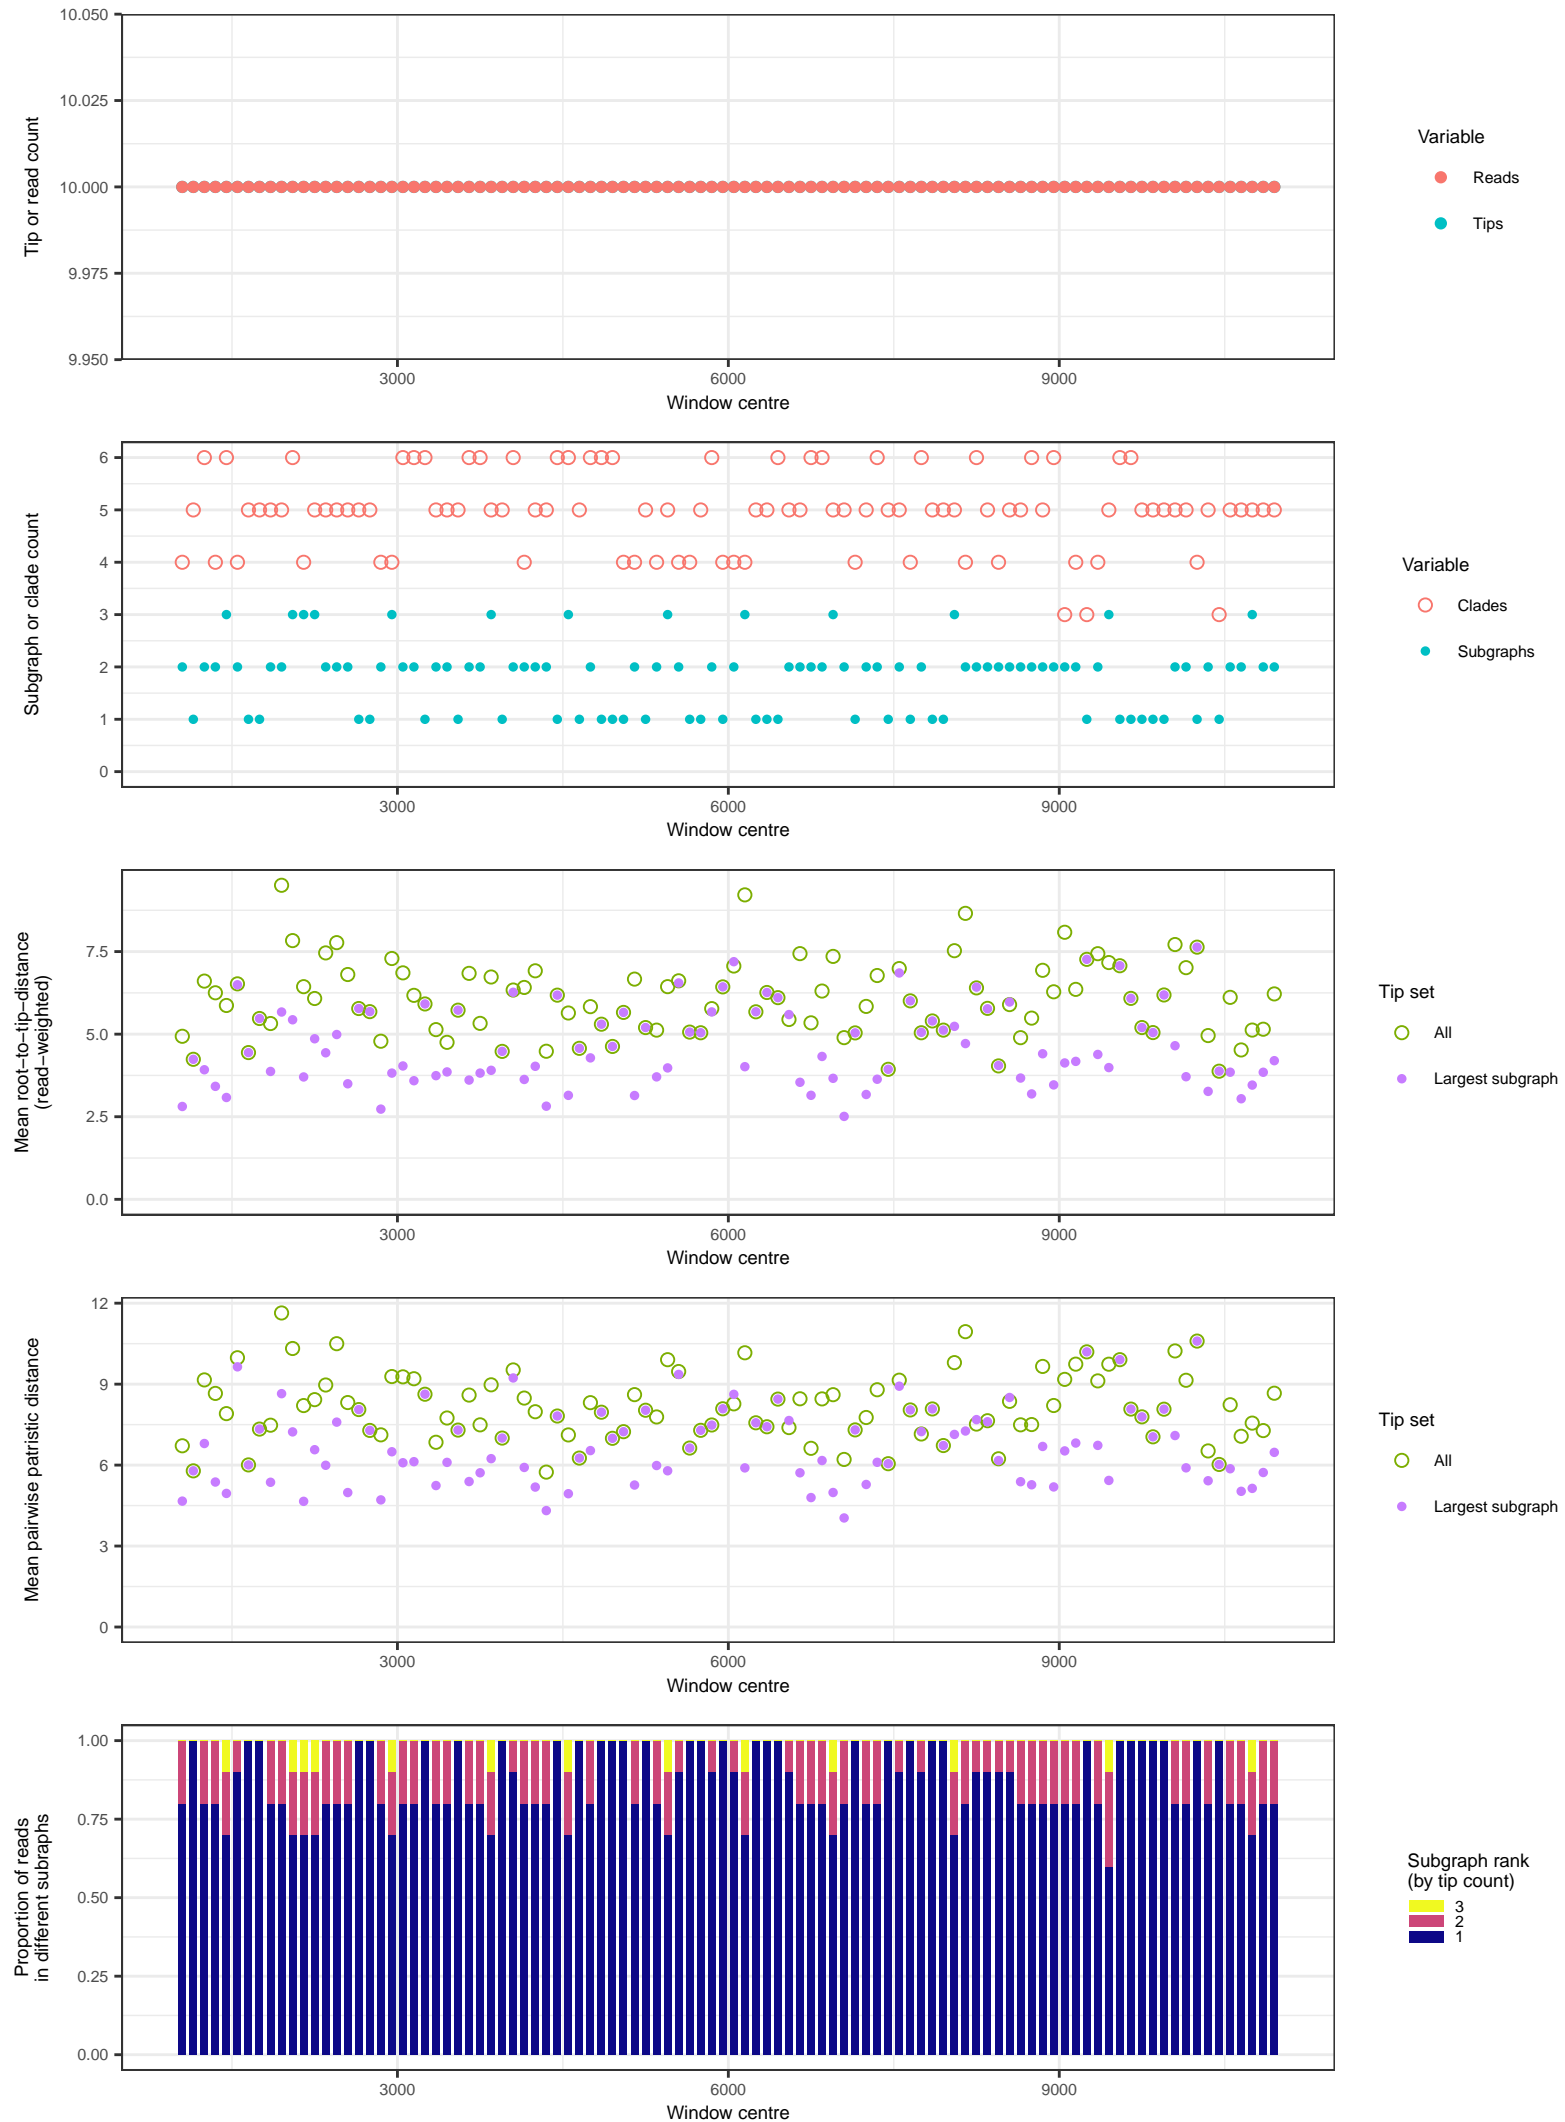 10.050
10.025
10.000
9.975
9.950
Tip or read count
3000 6000 9000
Window centre
Variable
Reads
Tips
6
5
4
3
2
1
0
Subgraph or clade count
3000 6000 9000
Window centre
Variable
Clades
Subgraphs
7.5
5.0
2.5
0.0
Mean root−to−tip−distance
(read−weighted)
3000 6000 9000
Window centre
Tip set
All
Largest subgraph
12
9
6
3
0
Mean pairwise patristic distance
3000 6000 9000
Window centre
Tip set
All
Largest subgraph
1.00
0.75
0.50
0.25
0.00
Proportion of reads
in different subraphs
3000 6000 9000
Window centre
Subgraph rank
(by tip count)
3
2
1